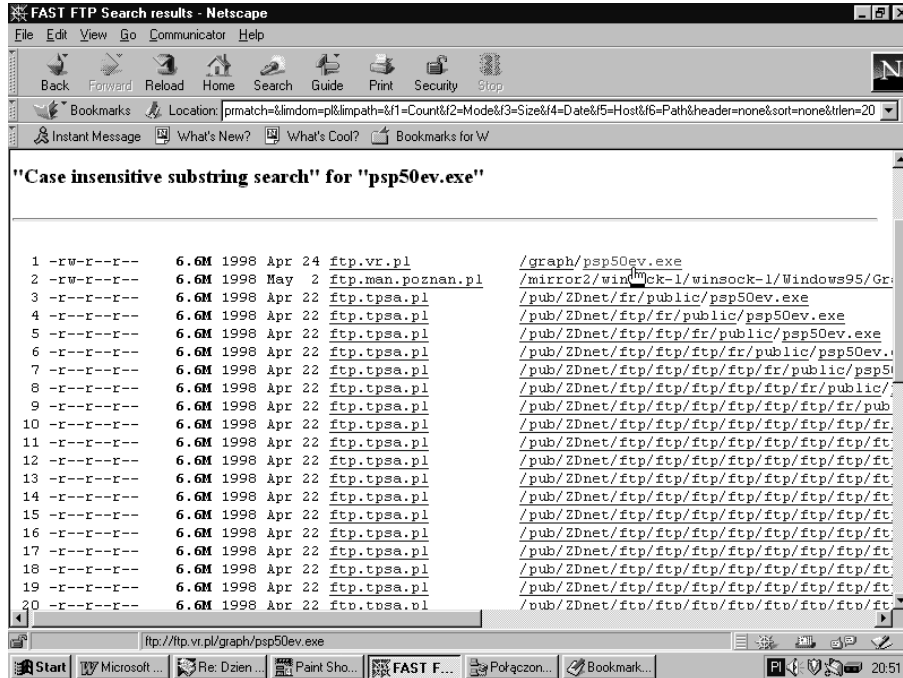 FAST FTP Search results - Netscape
File Edit View Go Communicator Help
Back Forward Reload Home Search Guide Print Security Stop
N
Bookmarks Location: prmatch=&limdom=pl&limpath=&f1=Count&f2=Mode&f3=Size&f4=Date&f5=Host&f6=Path&header=none&sort=none&trlen=20
Instant Message What's New? What's Cool? Bookmarks for W
"Case insensitive substring search" for "psp50ev.exe"
1 -rw-r--r-- 6.6M 1998 Apr 24 ftp.vr.pl /graph/psp50ev.exe
2 -rw-r--r-- 6.6M 1998 May 2 ftp.man.poznan.pl /mirror2/winsock-l/winsock-l/Windows95/Gra
3 -r--r--r-- 6.6M 1998 Apr 22 ftp.tpsa.pl /pub/ZDnet/fr/public/psp50ev.exe
4 -r--r--r-- 6.6M 1998 Apr 22 ftp.tpsa.pl /pub/ZDnet/ftp/fr/public/psp50ev.exe
5 -r--r--r-- 6.6M 1998 Apr 22 ftp.tpsa.pl /pub/ZDnet/ftp/ftp/fr/public/psp50ev.exe
6 -r--r--r-- 6.6M 1998 Apr 22 ftp.tpsa.pl /pub/ZDnet/ftp/ftp/ftp/fr/public/psp50ev.
7 -r--r--r-- 6.6M 1998 Apr 22 ftp.tpsa.pl /pub/ZDnet/ftp/ftp/ftp/ftp/fr/public/psp5
8 -r--r--r-- 6.6M 1998 Apr 22 ftp.tpsa.pl /pub/ZDnet/ftp/ftp/ftp/ftp/ftp/fr/public/
9 -r--r--r-- 6.6M 1998 Apr 22 ftp.tpsa.pl /pub/ZDnet/ftp/ftp/ftp/ftp/ftp/ftp/fr/pub
10 -r--r--r-- 6.6M 1998 Apr 22 ftp.tpsa.pl /pub/ZDnet/ftp/ftp/ftp/ftp/ftp/ftp/ftp/fr
11 -r--r--r-- 6.6M 1998 Apr 22 ftp.tpsa.pl /pub/ZDnet/ftp/ftp/ftp/ftp/ftp/ftp/ftp/ft
12 -r--r--r-- 6.6M 1998 Apr 22 ftp.tpsa.pl /pub/ZDnet/ftp/ftp/ftp/ftp/ftp/ftp/ftp/ft
13 -r--r--r-- 6.6M 1998 Apr 22 ftp.tpsa.pl /pub/ZDnet/ftp/ftp/ftp/ftp/ftp/ftp/ftp/ft
14 -r--r--r-- 6.6M 1998 Apr 22 ftp.tpsa.pl /pub/ZDnet/ftp/ftp/ftp/ftp/ftp/ftp/ftp/ft
15 -r--r--r-- 6.6M 1998 Apr 22 ftp.tpsa.pl /pub/ZDnet/ftp/ftp/ftp/ftp/ftp/ftp/ftp/ft
16 -r--r--r-- 6.6M 1998 Apr 22 ftp.tpsa.pl /pub/ZDnet/ftp/ftp/ftp/ftp/ftp/ftp/ftp/ft
17 -r--r--r-- 6.6M 1998 Apr 22 ftp.tpsa.pl /pub/ZDnet/ftp/ftp/ftp/ftp/ftp/ftp/ftp/ft
18 -r--r--r-- 6.6M 1998 Apr 22 ftp.tpsa.pl /pub/ZDnet/ftp/ftp/ftp/ftp/ftp/ftp/ftp/ft
19 -r--r--r-- 6.6M 1998 Apr 22 ftp.tpsa.pl /pub/ZDnet/ftp/ftp/ftp/ftp/ftp/ftp/ftp/ft
20 -r--r--r-- 6.6M 1998 Apr 22 ftp.tpsa.pl /pub/ZDnet/ftp/ftp/ftp/ftp/ftp/ftp/ftp/ft
ftp://ftp.vr.pl/graph/psp50ev.exe
Start Microsoft ... Re: Dzien ... Paint Sho... FAST F... Połączon... Bookmark... Pl 20:51